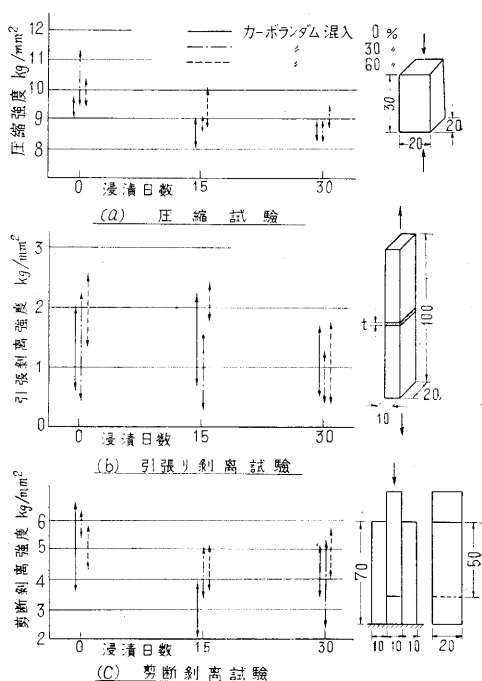 カーボランダム混入 0 %
〃 30 〃
〃 60 〃
圧縮強度 kg/mm²
12
11
10
9
8
0 浸漬日数 15 30
30
20
20
(a) 圧縮試験
引張剥離強度 kg/mm²
3
2
1
0
0 浸漬日数 15 30
t
100
20
10
(b) 引張り剥離試験
剪断剥離強度 kg/mm²
6
5
4
3
2
0 浸漬日数 15 30
70
50
10 10 10
20
(C) 剪断剥離試験